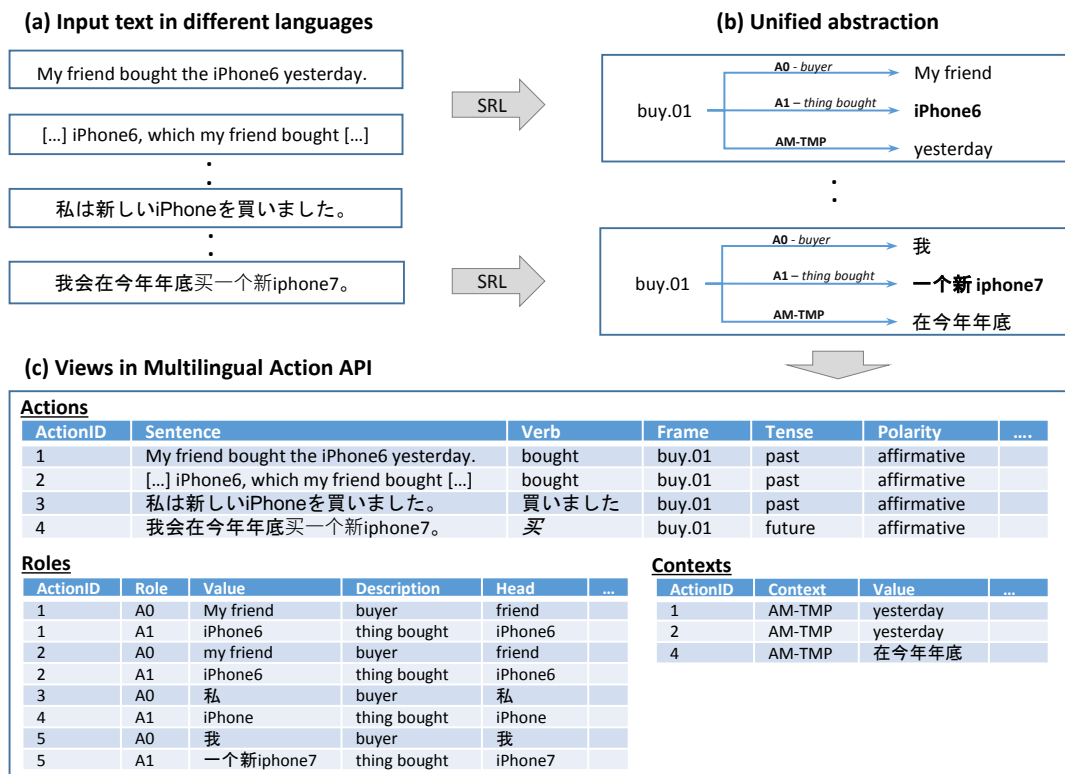 (a) Input text in different languages
(b) Unified abstraction
My friend bought the iPhone6 yesterday.
[…] iPhone6, which my friend bought […]
私は新しいiPhoneを買いました。
我会在今年年底买一个新iphone7。
SRL
SRL
buy.01
A0 - buyer
My friend
A1 – thing bought
iPhone6
AM-TMP
yesterday
buy.01
A0 - buyer
我
A1 – thing bought
一个新 iphone7
AM-TMP
在今年年底
(c) Views in Multilingual Action API
Actions
ActionID Sentence Verb Frame Tense Polarity ….
1 My friend bought the iPhone6 yesterday. bought buy.01 past affirmative
2 […] iPhone6, which my friend bought […] bought buy.01 past affirmative
3 私は新しいiPhoneを買いました。 買いました buy.01 past affirmative
4 我会在今年年底买一个新iphone7。 买 buy.01 future affirmative
Roles
ActionID Role Value Description Head …
1 A0 My friend buyer friend
1 A1 iPhone6 thing bought iPhone6
2 A0 my friend buyer friend
2 A1 iPhone6 thing bought iPhone6
3 A0 私 buyer 私
4 A1 iPhone thing bought iPhone
5 A0 我 buyer 我
5 A1 一个新iphone7 thing bought iPhone7
Contexts
ActionID Context Value …
1 AM-TMP yesterday
2 AM-TMP yesterday
4 AM-TMP 在今年年底